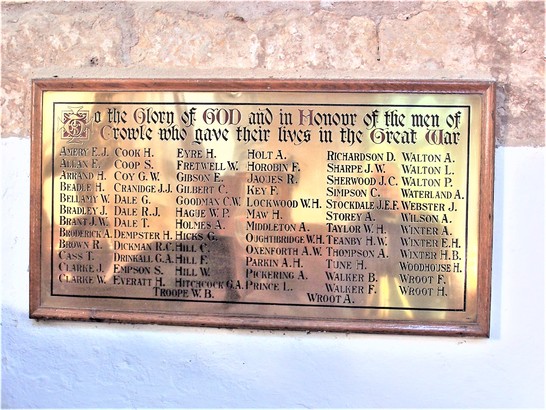 To the Glory of GOD and in Honour of the men of
Crowle who gave their lives in the Great War
AMERY E.J. COOK H. EYRE H. HOLT A. RICHARDSON D. WALTON A.
ALLAN E. COOP S. FRETWELL W. HOROBIN F. SHARPE J.W. WALTON L.
ARRAND H. COY G.W. GIBSON E. JAQUES R. SHERWOOD J.C. WALTON P.
BEADLE H. CRANIDGE J.J. GILBERT C. KEY F. SIMPSON C. WATERLAND A.
BELLAMY W. DALE G. GOODMAN C.W. LOCKWOOD W.H. STOCKDALE J.E.F. WEBSTER J.
BRADLEY J. DALE R.J. HAGUE W.P. MAW H. STOREY A. WILSON A.
BRANT J.W. DALE T. HOLMES A. MIDDLETON A. TAYLOR W.H. WINTER A.
BRODERICK A. DEMPSTER H. HICKS G. OUGHTBRIDGE W.H. TEANBY H.W. WINTER E.H.
BROWN R. DICKMAN R.C. HILL C. OXENFORTH A.W. THOMPSON A. WINTER H.B.
CASS T. DRINKALL G.A. HILL F. PARKIN A.H. TUNE H. WOODHOUSE H.
CLARKE J. EMPSON S. HILL W. PICKERING A. WALKER B. WROOT F.
CLARKE W. EVERATT H. HITCHCOCK G.A. PRINCE L. WALKER F. WROOT H.
TROOPE W.B. WROOT A.